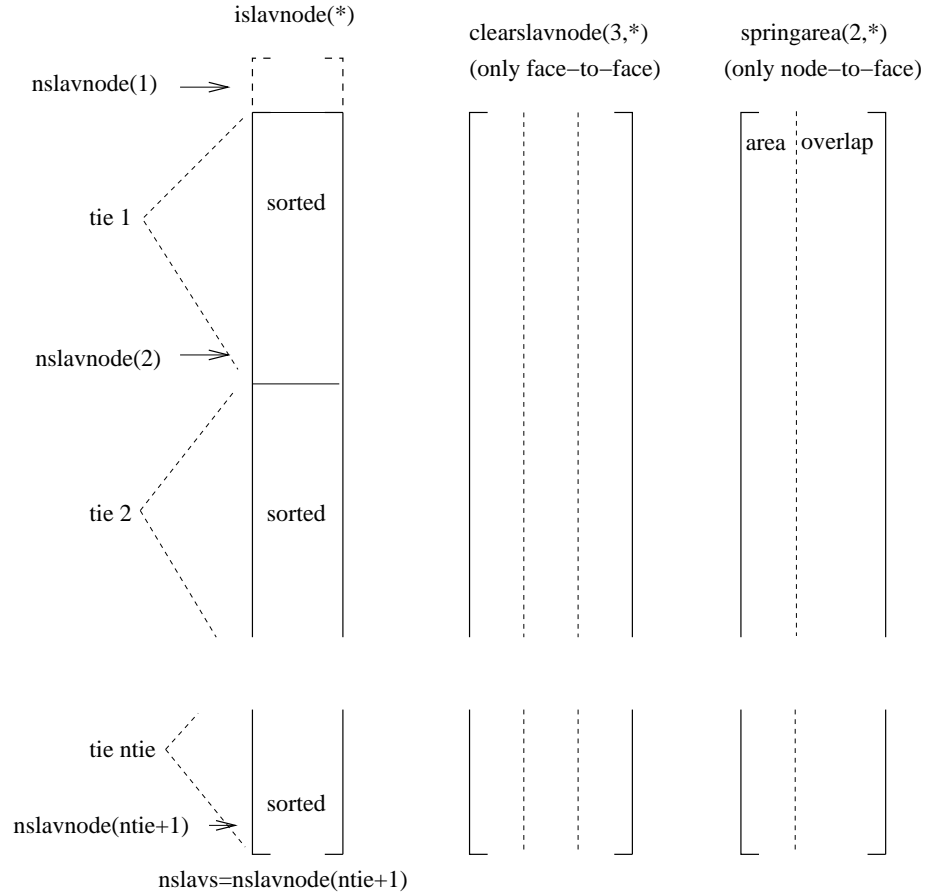 islavnode(*)
clearslavnode(3,*)
(only face−to−face)
springarea(2,*)
(only node−to−face)
nslavnode(1)
area
overlap
tie 1
sorted
nslavnode(2)
tie 2
sorted
tie ntie
sorted
nslavnode(ntie+1)
nslavs=nslavnode(ntie+1)